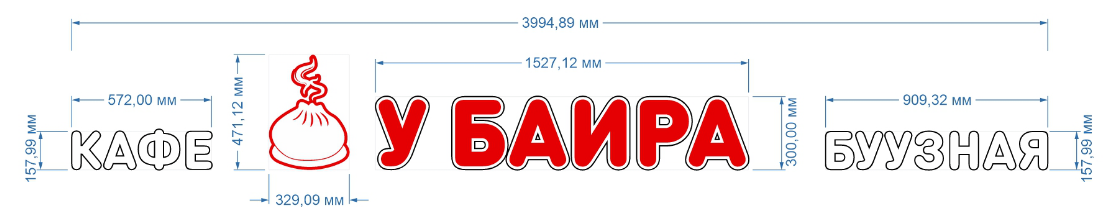 3994,89 мм
1527,12 мм
572,00 мм
471,12 мм
909,32 мм
157,99 мм
КАФЕ
У БАИРА
300,00 мм
БУУЗНАЯ
157,99 мм
329,09 мм